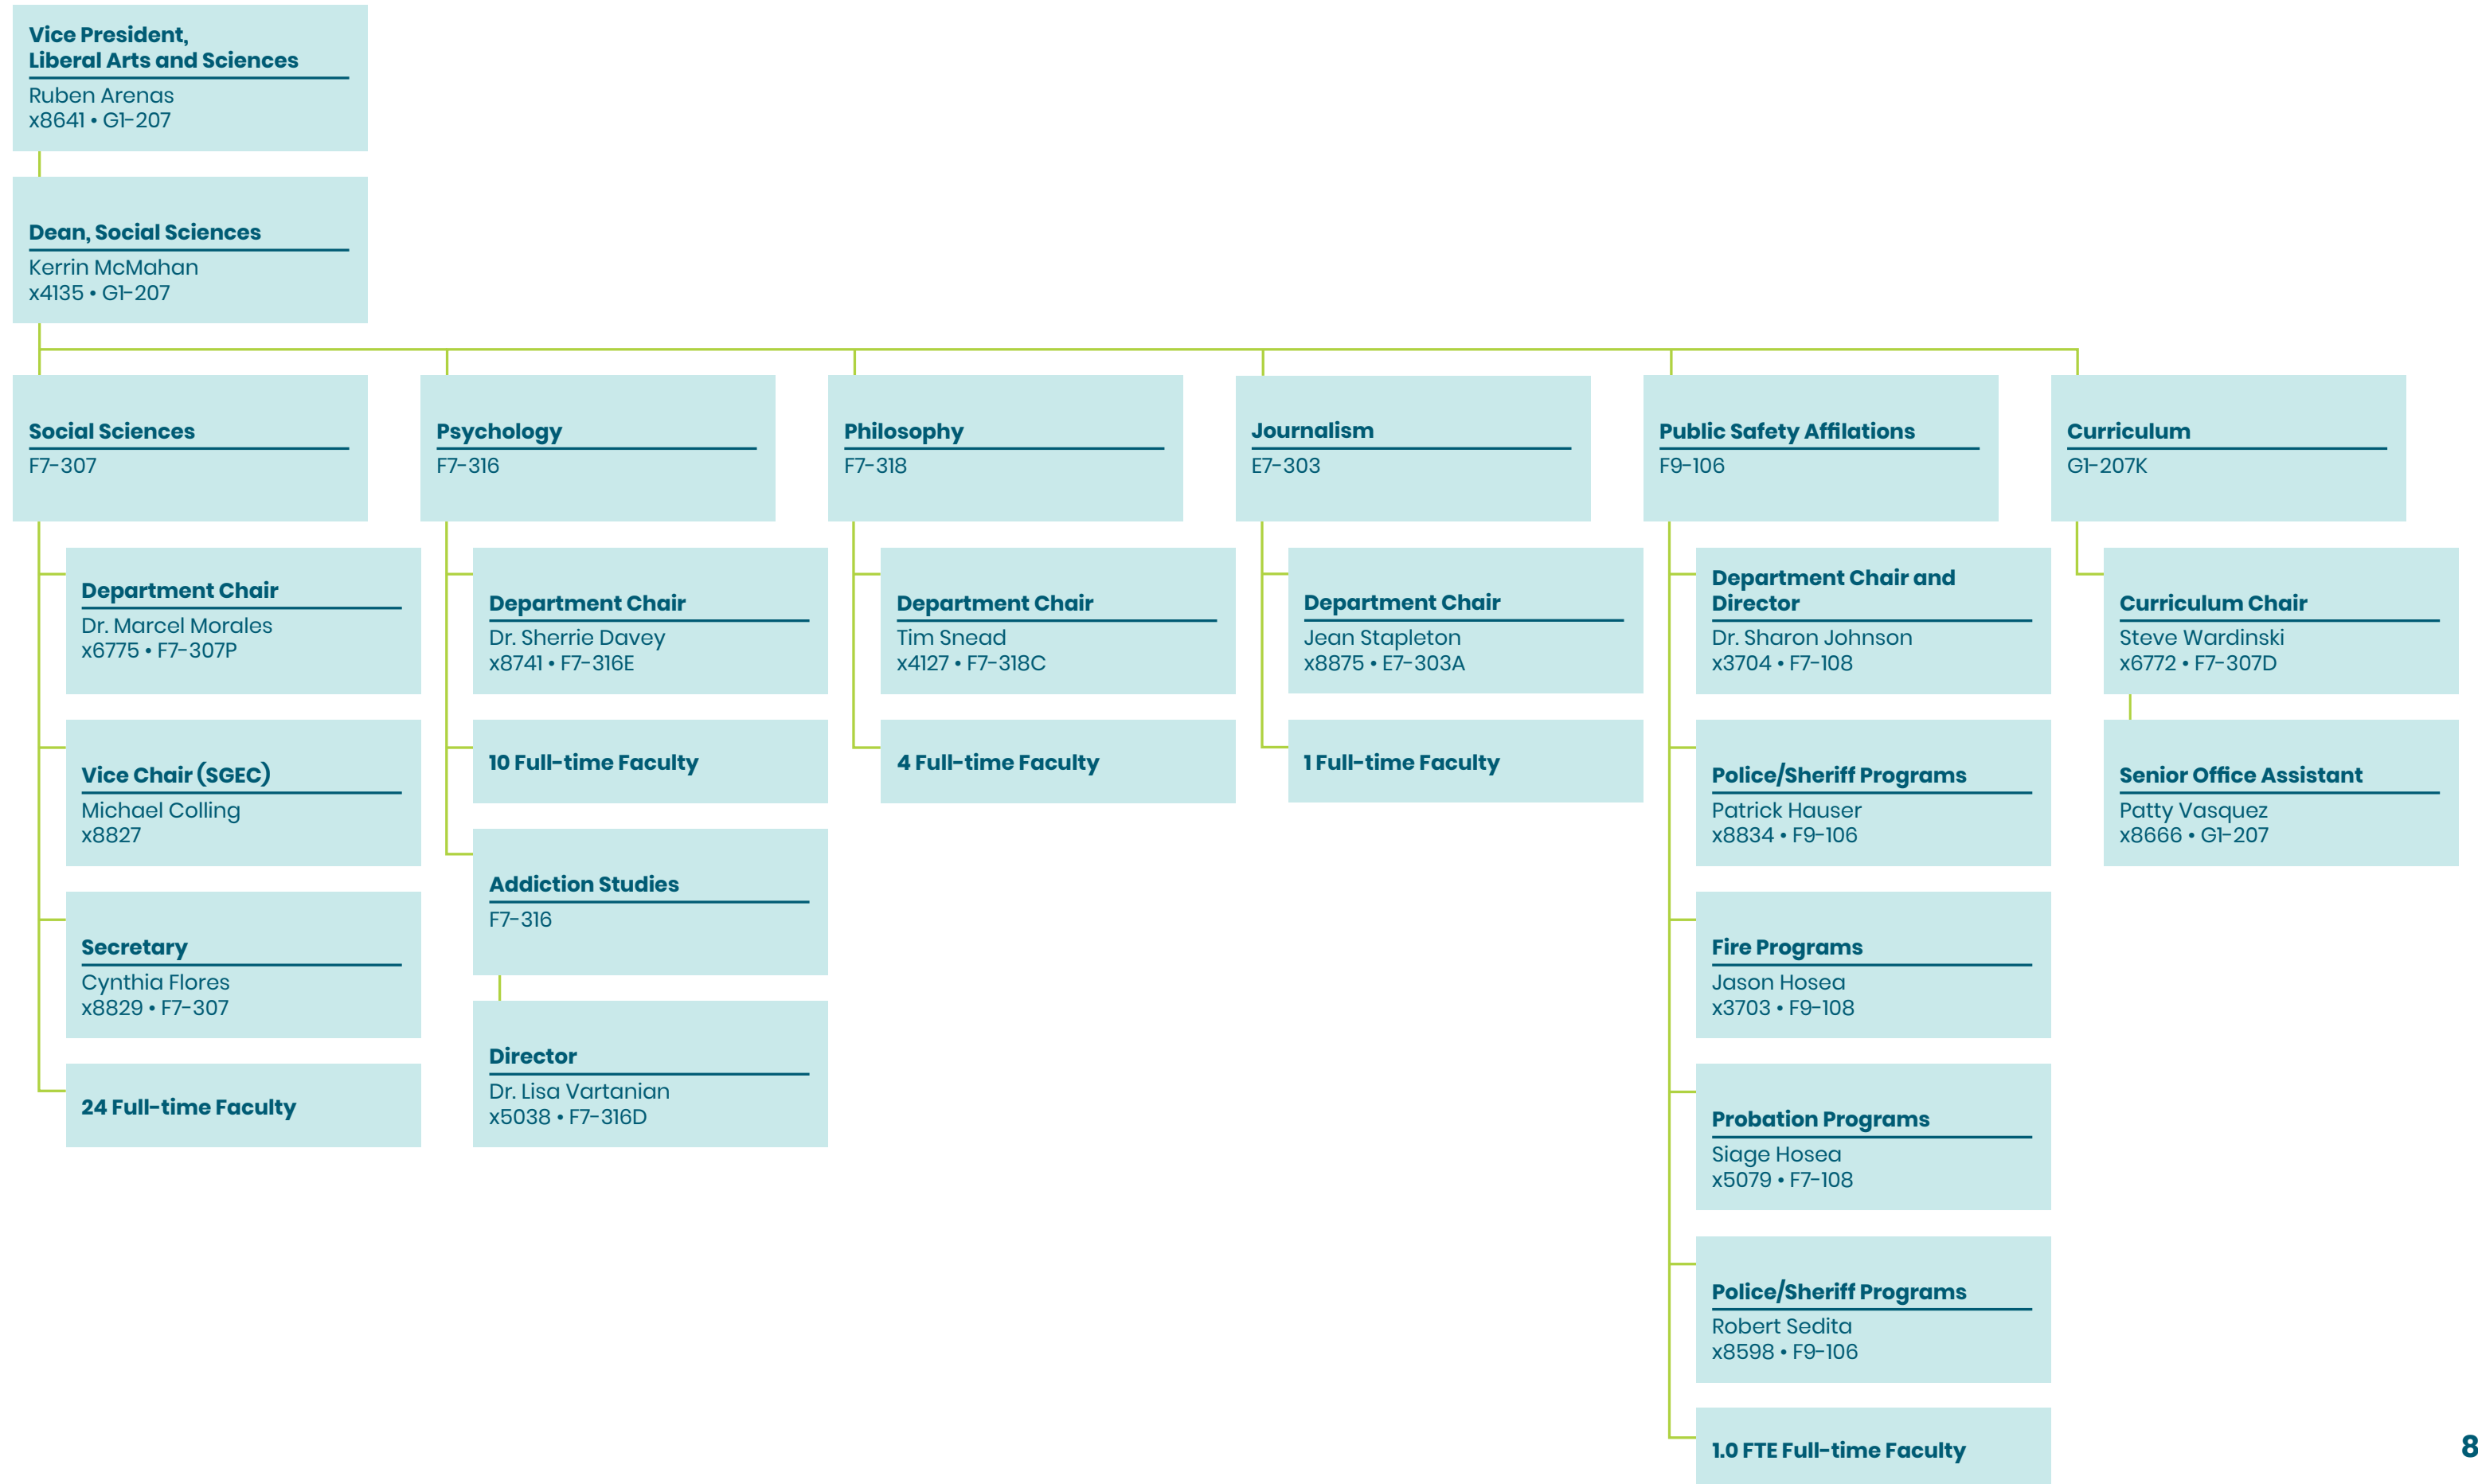 Vice President,
Liberal Arts and Sciences
Ruben Arenas
x8641 • G1-207
Dean, Social Sciences
Kerrin McMahan
x4135 • G1-207
Social Sciences
F7-307
Department Chair
Dr. Marcel Morales
x6775 • F7-307P
Vice Chair (SGEC)
Michael Colling
x8827
Secretary
Cynthia Flores
x8829 • F7-307
24 Full-time Faculty
Psychology
F7-316
Department Chair
Dr. Sherrie Davey
x8741 • F7-316E
10 Full-time Faculty
Addiction Studies
F7-316
Director
Dr. Lisa Vartanian
x5038 • F7-316D
Philosophy
F7-318
Department Chair
Tim Snead
x4127 • F7-318C
4 Full-time Faculty
Journalism
E7-303
Department Chair
Jean Stapleton
x8875 • E7-303A
1 Full-time Faculty
Public Safety Affilations
F9-106
Department Chair and
Director
Dr. Sharon Johnson
x3704 • F7-108
Police/Sheriff Programs
Patrick Hauser
x8834 • F9-106
Fire Programs
Jason Hosea
x3703 • F9-108
Probation Programs
Siage Hosea
x5079 • F7-108
Police/Sheriff Programs
Robert Sedita
x8598 • F9-106
1.0 FTE Full-time Faculty
Curriculum
G1-207K
Curriculum Chair
Steve Wardinski
x6772 • F7-307D
Senior Office Assistant
Patty Vasquez
x8666 • G1-207
8